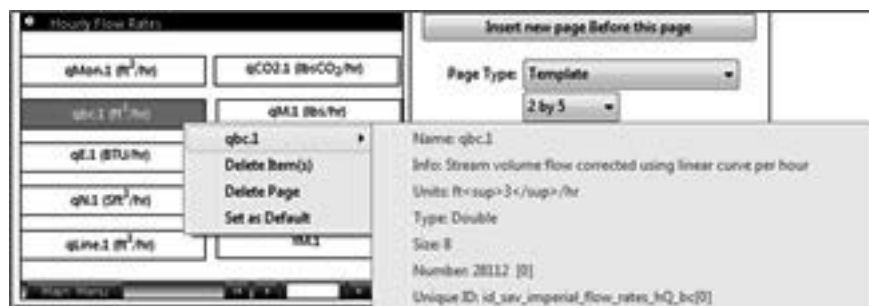 Hourly Flow Rates
Insert new page Before this page
qMon.1 (ft³/hr)
qCO2.1 (lbsCO₂/hr)
Page Type: Template
qbc.1 (ft³/hr)
qM.1 (lbs/hr)
2 by 5
qbc.1
Name: qbc.1
qE.1 (BTU/hr)
Delete Item(s)
Info: Stream volume flow corrected using linear curve per hour
Delete Page
Units: ft<sup>3</sup>/hr
qN.1 (Sft³/hr)
Set as Default
Type: Double
qLine.1 (ft³/hr)
YM.1
Size: 8
Number: 28112 [0]
Main Menu
Unique ID: id_sav_imperial_flow_rates_hQ_bc[0]